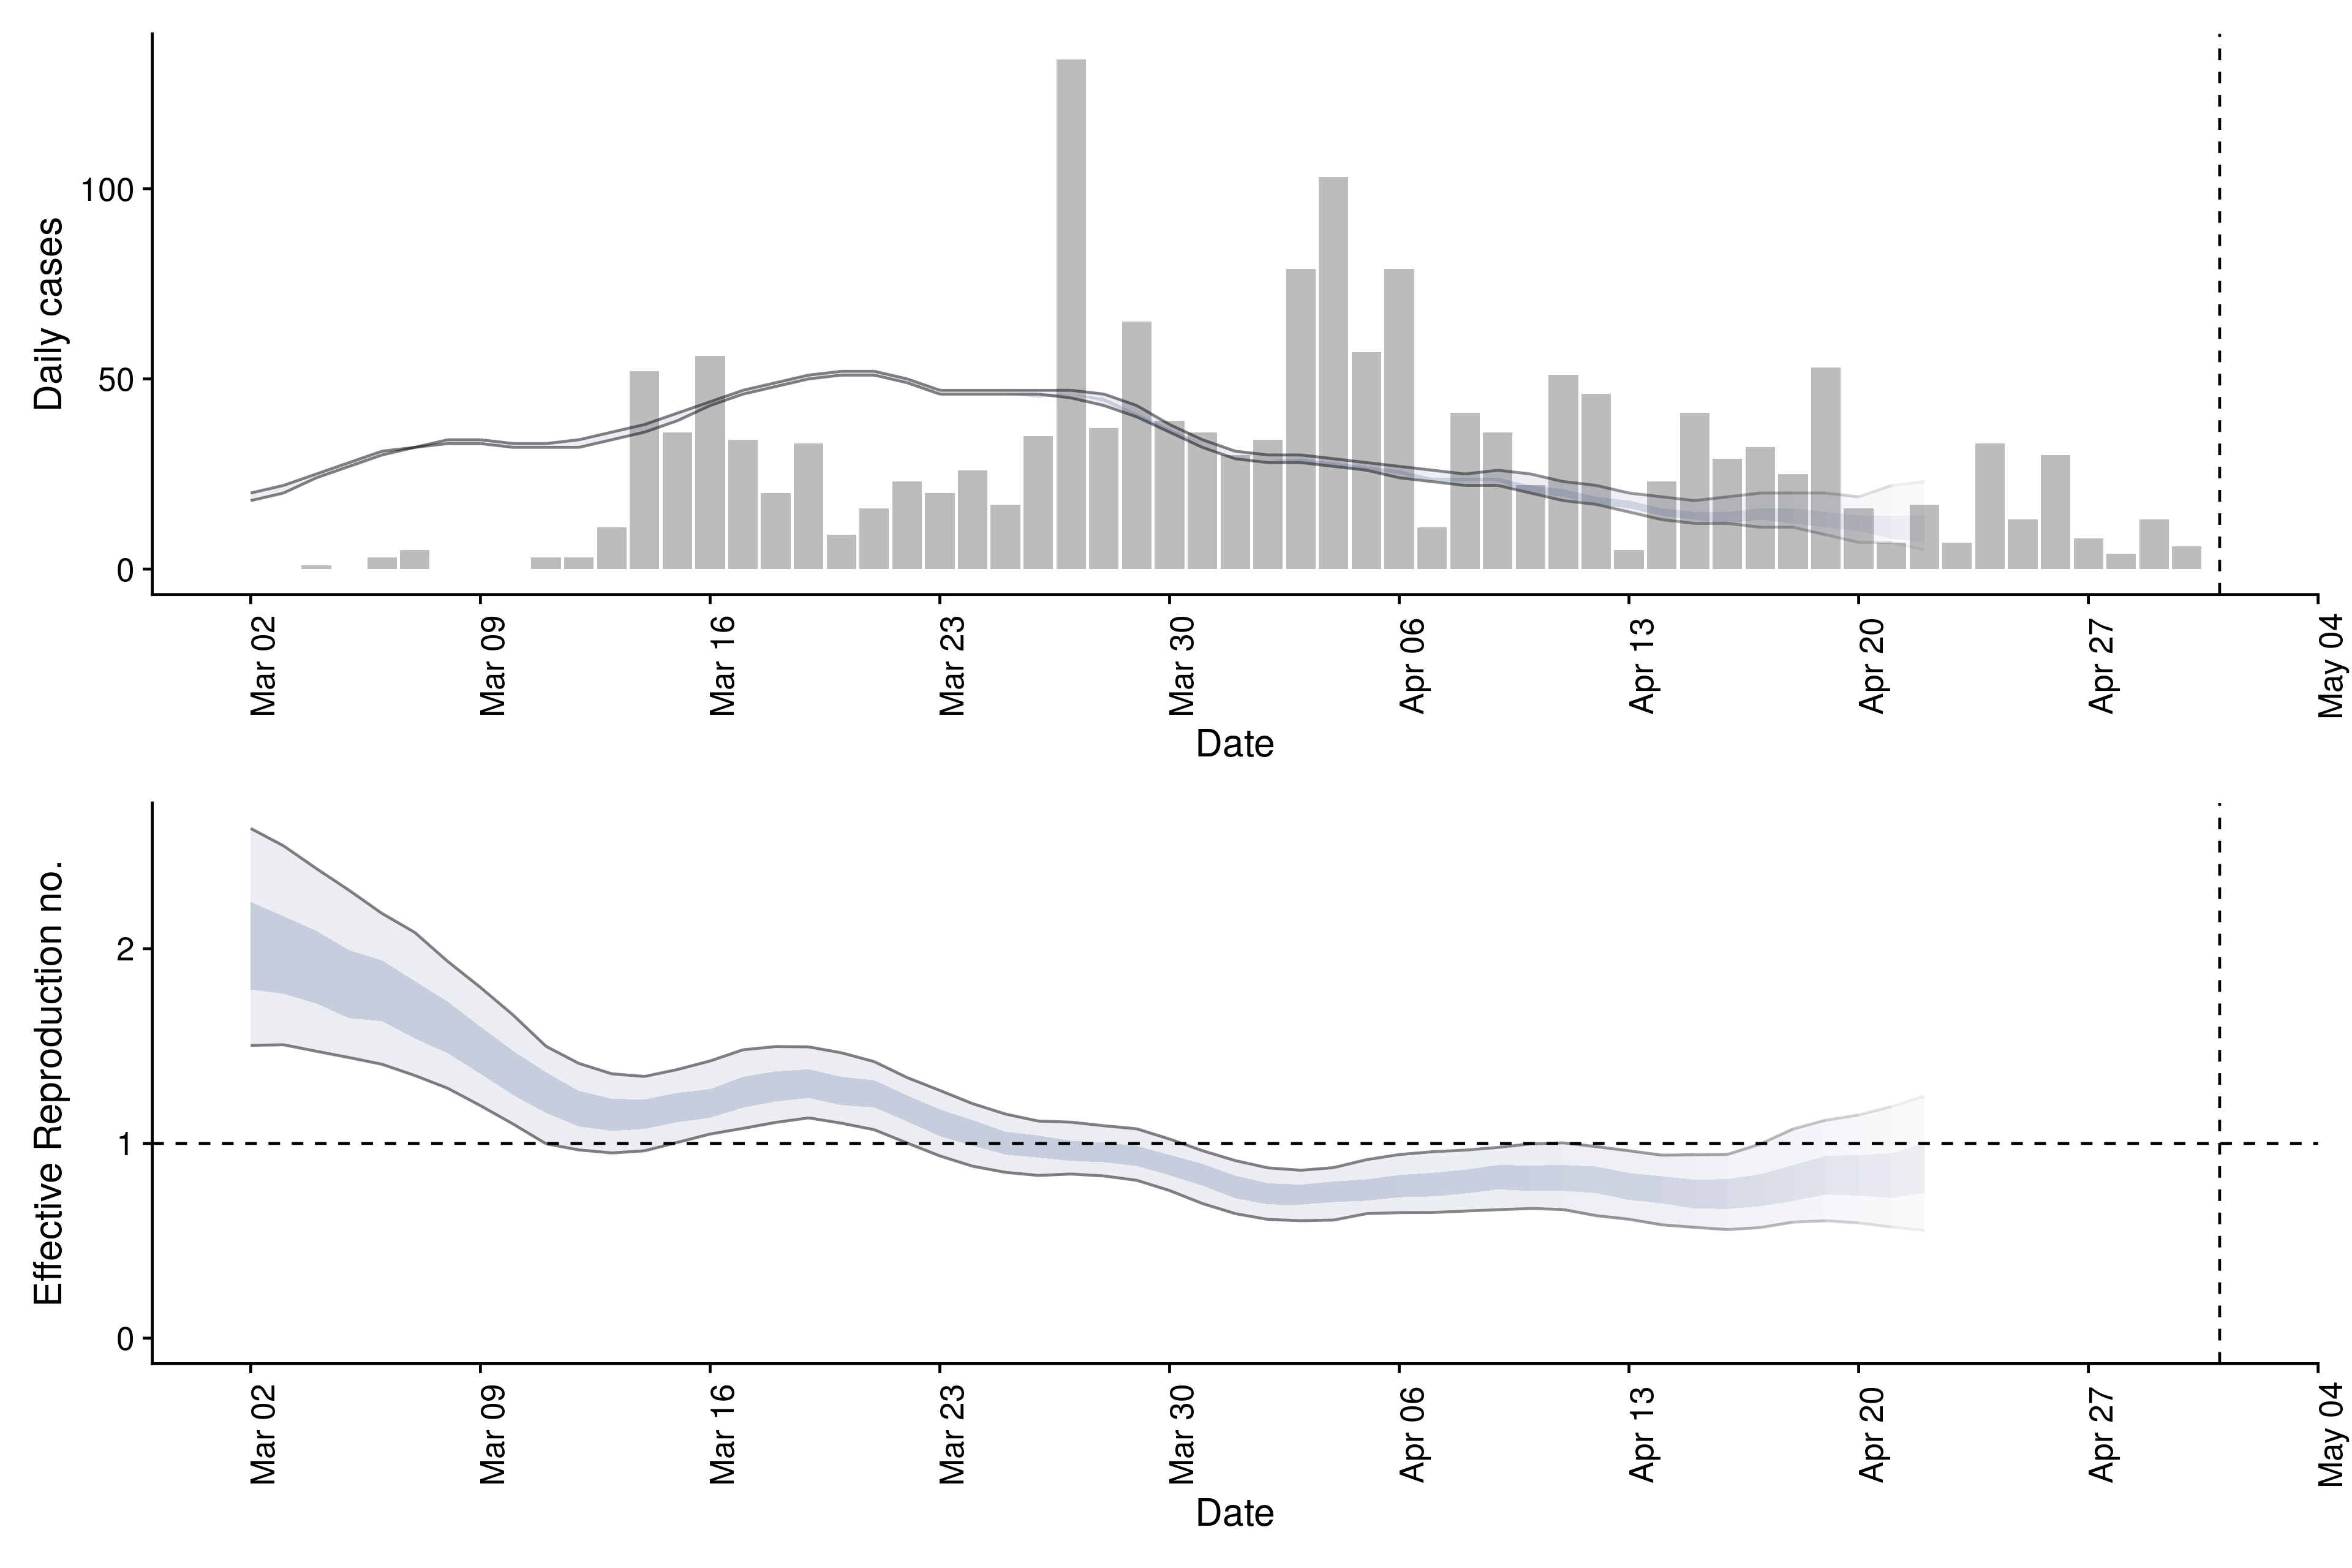 Daily cases
100
50
0
Mar 02
Mar 09
Mar 16
Mar 23
Mar 30
Apr 06
Apr 13
Apr 20
Apr 27
May 04
Date
Effective Reproduction no.
2
1
0
Mar 02
Mar 09
Mar 16
Mar 23
Mar 30
Apr 06
Apr 13
Apr 20
Apr 27
May 04
Date